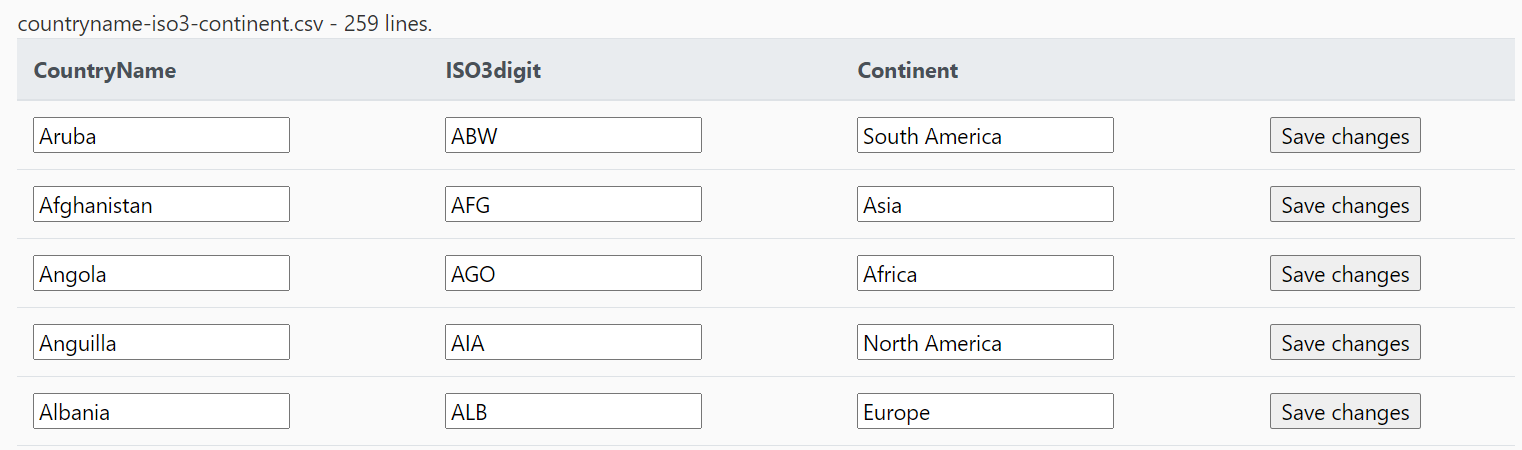 countryname-iso3-continent.csv - 259 lines.
CountryName ISO3digit Continent
Aruba ABW South America Save changes
Afghanistan AFG Asia Save changes
Angola AGO Africa Save changes
Anguilla AIA North America Save changes
Albania ALB Europe Save changes